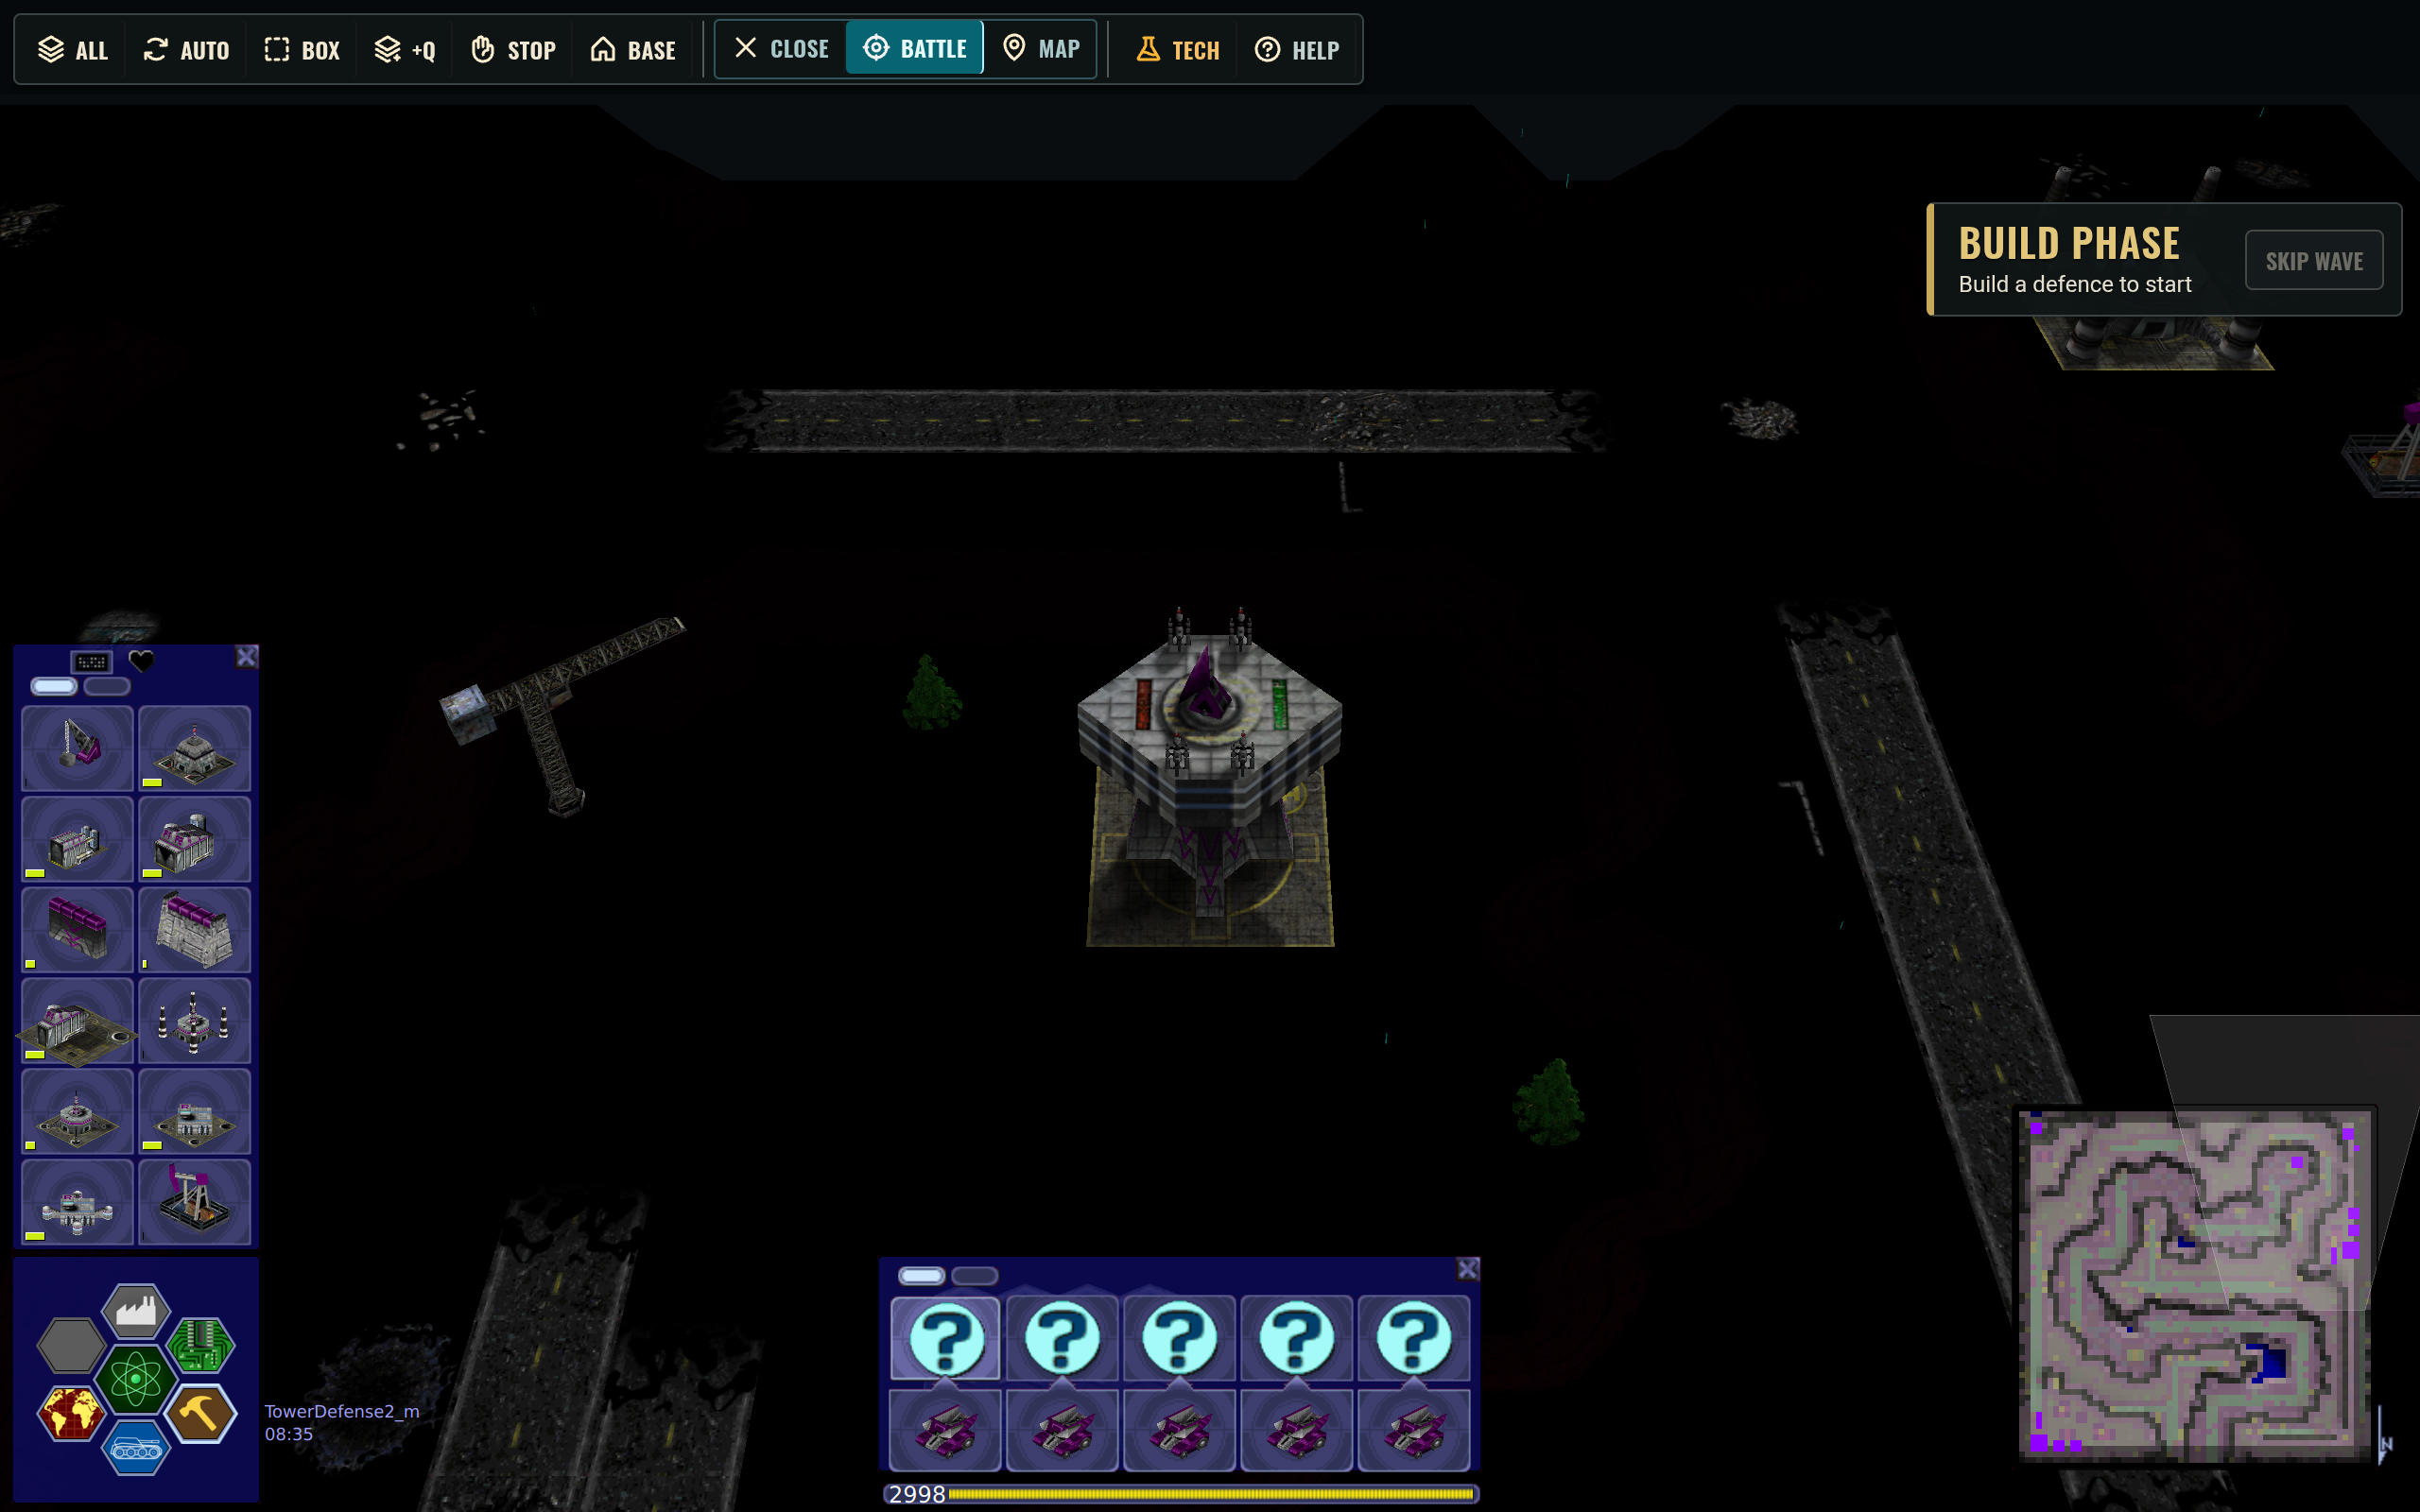 ALL AUTO BOX +Q STOP BASE CLOSE BATTLE MAP TECH HELP
BUILD PHASE
Build a defence to start
SKIP WAVE
TowerDefense2_m
08:35
? ? ? ? ?
2998
N